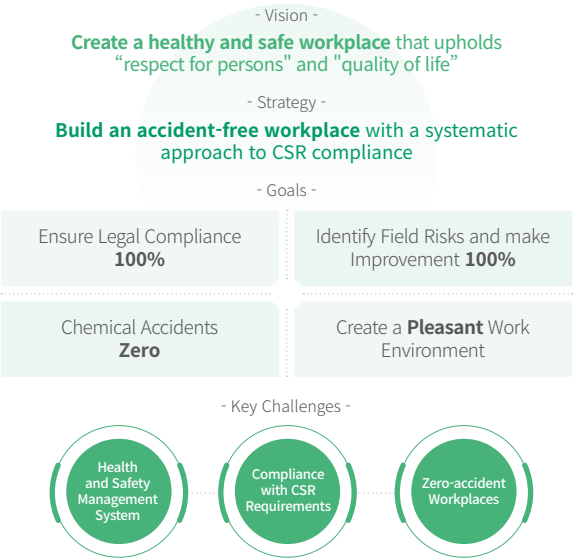 - Vision -
Create a healthy and safe workplace that upholds
“respect for persons" and "quality of life”
- Strategy -
Build an accident-free workplace with a systematic
approach to CSR compliance
- Goals -
Ensure Legal Compliance
100%
Identify Field Risks and make
Improvement 100%
Chemical Accidents
Zero
Create a Pleasant Work
Environment
- Key Challenges -
Health
and Safety
Management
System
Compliance
with CSR
Requirements
Zero-accident
Workplaces